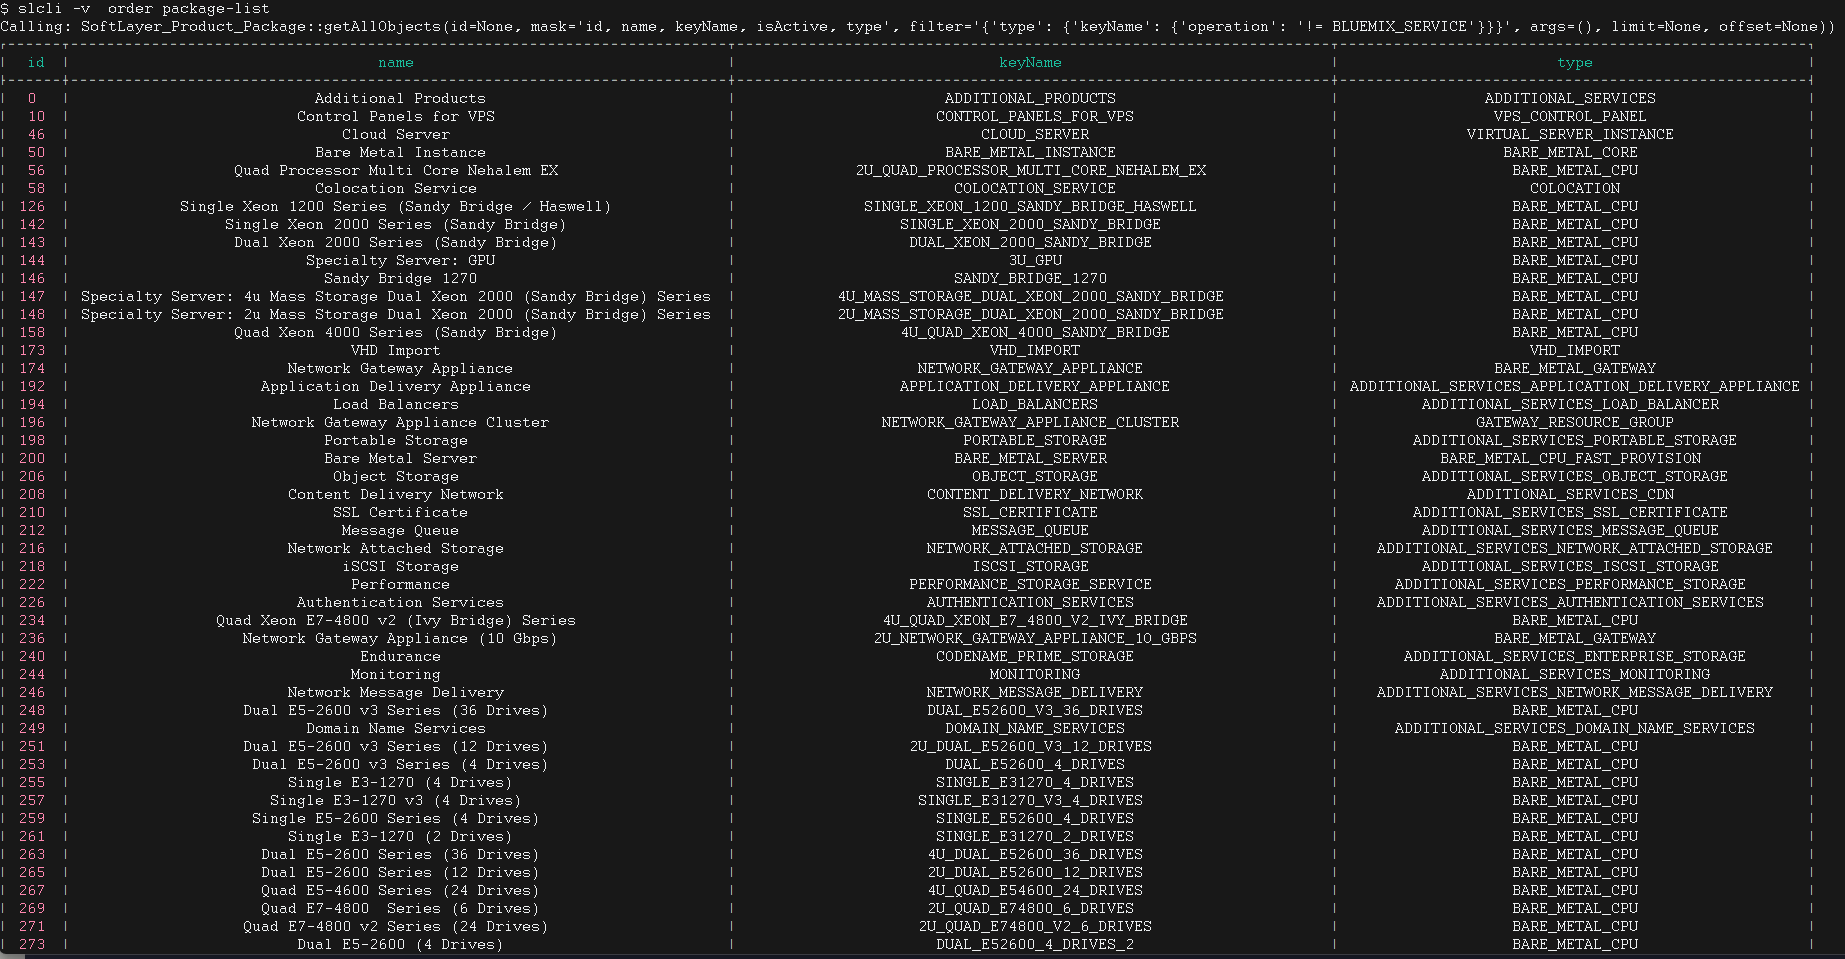 $ slcli -v  order package-list
Calling: SoftLayer_Product_Package::getAllObjects(id=None, mask='id, name, keyName, isActive, type', filter='{'type': {'keyName': {'operation': '!= BLUEMIX_SERVICE'}}}', args=(), limit=None, offset=None))
id name keyName type
0 Additional Products ADDITIONAL_PRODUCTS ADDITIONAL_SERVICES
10 Control Panels for VPS CONTROL_PANELS_FOR_VPS VPS_CONTROL_PANEL
46 Cloud Server CLOUD_SERVER VIRTUAL_SERVER_INSTANCE
50 Bare Metal Instance BARE_METAL_INSTANCE BARE_METAL_CORE
56 Quad Processor Multi Core Nehalem EX 2U_QUAD_PROCESSOR_MULTI_CORE_NEHALEM_EX BARE_METAL_CPU
58 Colocation Service COLOCATION_SERVICE COLOCATION
126 Single Xeon 1200 Series (Sandy Bridge / Haswell) SINGLE_XEON_1200_SANDY_BRIDGE_HASWELL BARE_METAL_CPU
142 Single Xeon 2000 Series (Sandy Bridge) SINGLE_XEON_2000_SANDY_BRIDGE BARE_METAL_CPU
143 Dual Xeon 2000 Series (Sandy Bridge) DUAL_XEON_2000_SANDY_BRIDGE BARE_METAL_CPU
144 Specialty Server: GPU 3U_GPU BARE_METAL_CPU
146 Sandy Bridge 1270 SANDY_BRIDGE_1270 BARE_METAL_CPU
147 Specialty Server: 4u Mass Storage Dual Xeon 2000 (Sandy Bridge) Series 4U_MASS_STORAGE_DUAL_XEON_2000_SANDY_BRIDGE BARE_METAL_CPU
148 Specialty Server: 2u Mass Storage Dual Xeon 2000 (Sandy Bridge) Series 2U_MASS_STORAGE_DUAL_XEON_2000_SANDY_BRIDGE BARE_METAL_CPU
158 Quad Xeon 4000 Series (Sandy Bridge) 4U_QUAD_XEON_4000_SANDY_BRIDGE BARE_METAL_CPU
173 VHD Import VHD_IMPORT VHD_IMPORT
174 Network Gateway Appliance NETWORK_GATEWAY_APPLIANCE BARE_METAL_GATEWAY
192 Application Delivery Appliance APPLICATION_DELIVERY_APPLIANCE ADDITIONAL_SERVICES_APPLICATION_DELIVERY_APPLIANCE
194 Load Balancers LOAD_BALANCERS ADDITIONAL_SERVICES_LOAD_BALANCER
196 Network Gateway Appliance Cluster NETWORK_GATEWAY_APPLIANCE_CLUSTER GATEWAY_RESOURCE_GROUP
198 Portable Storage PORTABLE_STORAGE ADDITIONAL_SERVICES_PORTABLE_STORAGE
200 Bare Metal Server BARE_METAL_SERVER BARE_METAL_CPU_FAST_PROVISION
206 Object Storage OBJECT_STORAGE ADDITIONAL_SERVICES_OBJECT_STORAGE
208 Content Delivery Network CONTENT_DELIVERY_NETWORK ADDITIONAL_SERVICES_CDN
210 SSL Certificate SSL_CERTIFICATE ADDITIONAL_SERVICES_SSL_CERTIFICATE
212 Message Queue MESSAGE_QUEUE ADDITIONAL_SERVICES_MESSAGE_QUEUE
216 Network Attached Storage NETWORK_ATTACHED_STORAGE ADDITIONAL_SERVICES_NETWORK_ATTACHED_STORAGE
218 iSCSI Storage ISCSI_STORAGE ADDITIONAL_SERVICES_ISCSI_STORAGE
222 Performance PERFORMANCE_STORAGE_SERVICE ADDITIONAL_SERVICES_PERFORMANCE_STORAGE
226 Authentication Services AUTHENTICATION_SERVICES ADDITIONAL_SERVICES_AUTHENTICATION_SERVICES
234 Quad Xeon E7-4800 v2 (Ivy Bridge) Series 4U_QUAD_XEON_E7_4800_V2_IVY_BRIDGE BARE_METAL_CPU
236 Network Gateway Appliance (10 Gbps) 2U_NETWORK_GATEWAY_APPLIANCE_10_GBPS BARE_METAL_GATEWAY
240 Endurance CODENAME_PRIME_STORAGE ADDITIONAL_SERVICES_ENTERPRISE_STORAGE
244 Monitoring MONITORING ADDITIONAL_SERVICES_MONITORING
246 Network Message Delivery NETWORK_MESSAGE_DELIVERY ADDITIONAL_SERVICES_NETWORK_MESSAGE_DELIVERY
248 Dual E5-2600 v3 Series (36 Drives) DUAL_E52600_V3_36_DRIVES BARE_METAL_CPU
249 Domain Name Services DOMAIN_NAME_SERVICES ADDITIONAL_SERVICES_DOMAIN_NAME_SERVICES
251 Dual E5-2600 v3 Series (12 Drives) 2U_DUAL_E52600_V3_12_DRIVES BARE_METAL_CPU
253 Dual E5-2600 v3 Series (4 Drives) DUAL_E52600_4_DRIVES BARE_METAL_CPU
255 Single E3-1270 (4 Drives) SINGLE_E31270_4_DRIVES BARE_METAL_CPU
257 Single E3-1270 v3 (4 Drives) SINGLE_E31270_V3_4_DRIVES BARE_METAL_CPU
259 Single E5-2600 Series (4 Drives) SINGLE_E52600_4_DRIVES BARE_METAL_CPU
261 Single E3-1270 (2 Drives) SINGLE_E31270_2_DRIVES BARE_METAL_CPU
263 Dual E5-2600 Series (36 Drives) 4U_DUAL_E52600_36_DRIVES BARE_METAL_CPU
265 Dual E5-2600 Series (12 Drives) 2U_DUAL_E52600_12_DRIVES BARE_METAL_CPU
267 Quad E5-4600 Series (24 Drives) 4U_QUAD_E54600_24_DRIVES BARE_METAL_CPU
269 Quad E7-4800  Series (6 Drives) 2U_QUAD_E74800_6_DRIVES BARE_METAL_CPU
271 Quad E7-4800 v2 Series (24 Drives) 2U_QUAD_E74800_V2_6_DRIVES BARE_METAL_CPU
273 Dual E5-2600 (4 Drives) DUAL_E52600_4_DRIVES_2 BARE_METAL_CPU